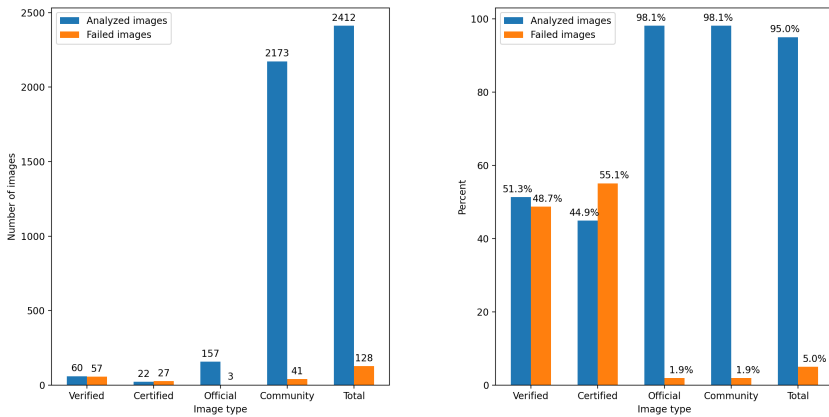 2500
2000
1500
1000
500
0
Number of images
Analyzed images
Failed images
60 57
22 27
157 3
2173 41
2412 128
Verified Certified Official Community Total
Image type
100
80
60
40
20
0
Percent
Analyzed images
Failed images
51.3% 48.7%
44.9% 55.1%
98.1% 1.9%
98.1% 1.9%
95.0% 5.0%
Verified Certified Official Community Total
Image type